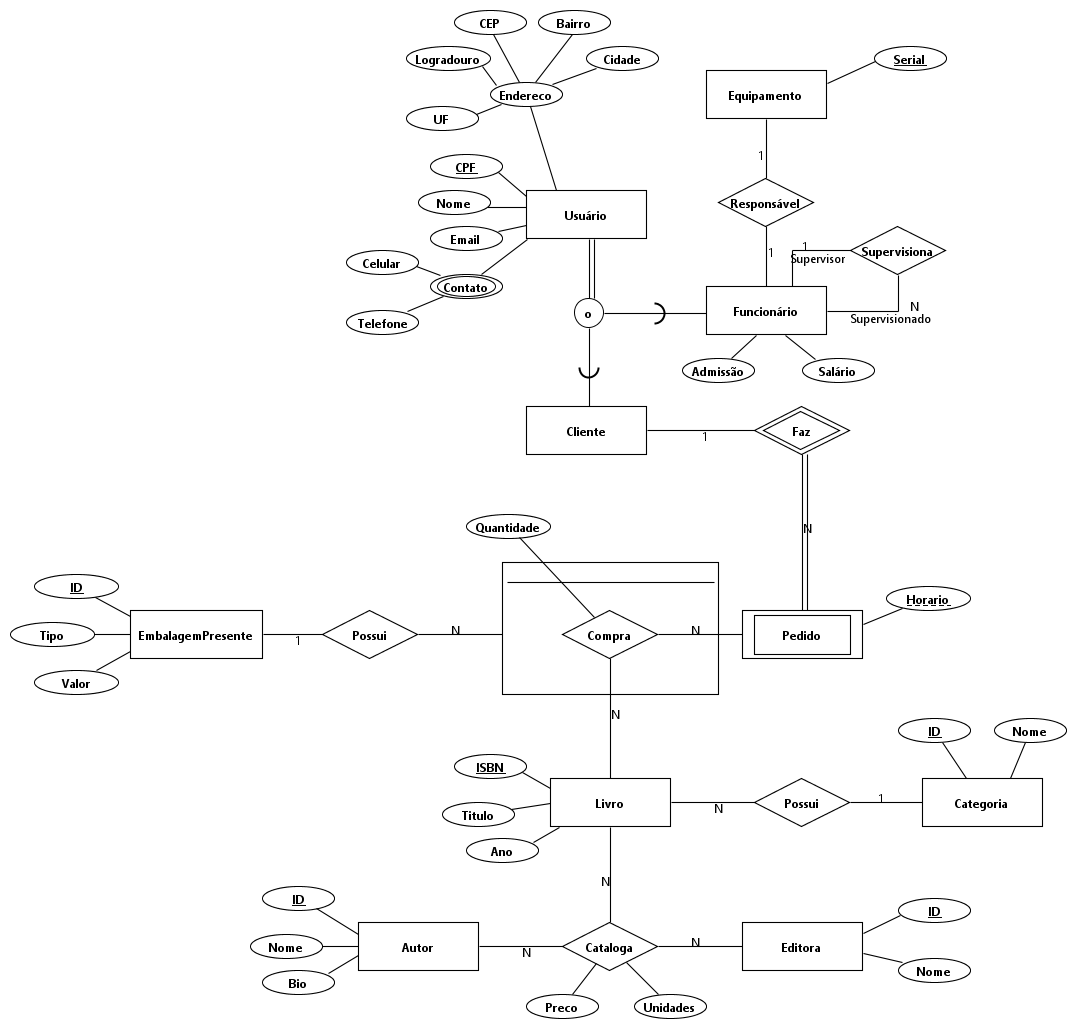 CEP
Bairro
Logradouro
Cidade
Endereco
UF
Serial
Equipamento
1
Responsável
1
CPF
Nome
Usuário
Email
Celular
Contato
Telefone
1
Supervisor
Supervisiona
N
Supervisionado
o
Funcionário
Admissão
Salário
Cliente
1
Faz
N
Quantidade
ID
Tipo
Valor
EmbalagemPresente
1
Possui
N
Compra
N
Pedido
Horario
N
ISBN
Titulo
Ano
Livro
N
Possui
1
Categoria
ID
Nome
N
ID
Nome
Bio
Autor
N
Cataloga
N
Editora
ID
Nome
Preco
Unidades